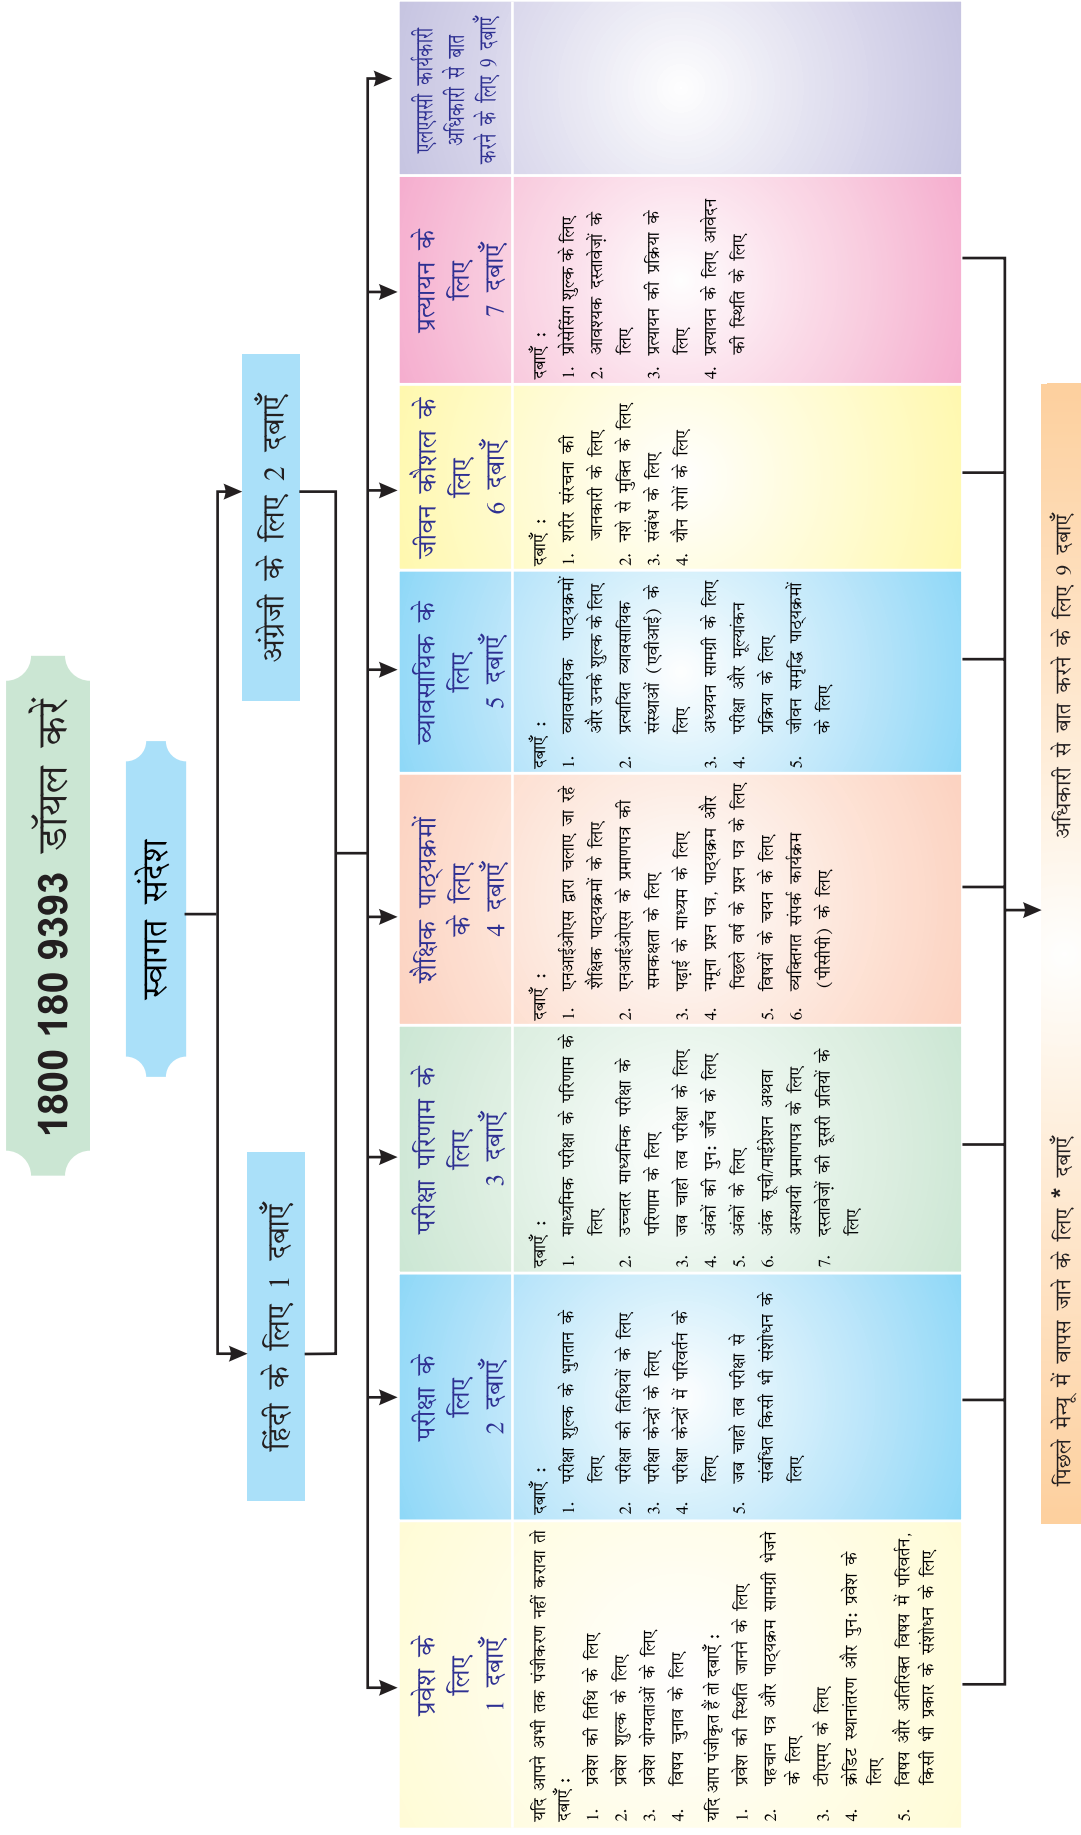 1800 180 9393 डॉयल करें
स्वागत संदेश
हिंदी के लिए 1 दबाएँ
अंग्रेजी के लिए 2 दबाएँ
प्रवेश के
लिए
1 दबाएँ
यदि आपने अभी तक पंजीकरण नहीं कराया तो
दबाएँ :
1. प्रवेश की तिथि के लिए
2. प्रवेश शुल्क के लिए
3. प्रवेश योग्यताओं के लिए
4. विषय चुनाव के लिए
यदि आप पंजीकृत हैं तो दबाएँ :
1. प्रवेश की स्थिति जानने के लिए
2. पहचान पत्र और पाठ्यक्रम सामग्री भेजने
के लिए
3. टीएमए के लिए
4. क्रेडिट स्थानांतरण और पुन: प्रवेश के
लिए
5. विषय और अतिरिक्त विषय में परिवर्तन,
किसी भी प्रकार के संशोधन के लिए
परीक्षा के
लिए
2 दबाएँ
दबाएँ :
1. परीक्षा शुल्क के भुगतान के
लिए
2. परीक्षा की तिथियों के लिए
3. परीक्षा केन्द्रों के लिए
4. परीक्षा केन्द्रों में परिवर्तन के
लिए
5. जब चाहो तब परीक्षा से
संबंधित किसी भी संशोधन के
लिए
परीक्षा परिणाम के
लिए
3 दबाएँ
दबाएँ :
1. माध्यमिक परीक्षा के परिणाम के
लिए
2. उच्चतर माध्यमिक परीक्षा के
परिणाम के लिए
3. जब चाहो तब परीक्षा के लिए
4. अंकों की पुन: जाँच के लिए
5. अंकों के लिए
6. अंक सूची/माईग्रेशन अथवा
अस्थायी प्रमाणपत्र के लिए
7. दस्तावेज़ों की दूसरी प्रतियों के
लिए
शैक्षिक पाठ्यक्रमों
के लिए
4 दबाएँ
दबाएँ :
1. एनआईओएस द्वारा चलाए जा रहे
शैक्षिक पाठ्यक्रमों के लिए
2. एनआईओएस के प्रमाणपत्र की
समकक्षता के लिए
3. पढ़ाई के माध्यम के लिए
4. नमूना प्रश्न पत्र, पाठ्यक्रम और
पिछले वर्ष के प्रश्न पत्र के लिए
5. विषयों के चयन के लिए
6. व्यक्तिगत संपर्क कार्यक्रम
(पीसीपी) के लिए
व्यावसायिक के
लिए
5 दबाएँ
दबाएँ :
1. व्यावसायिक पाठ्यक्रमों
और उनके शुल्क के लिए
2. प्रत्यायित व्यावसायिक
संस्थाओं (एवीआई) के
लिए
3. अध्ययन सामग्री के लिए
4. परीक्षा और मूल्यांकन
प्रक्रिया के लिए
5. जीवन समृद्धि पाठ्यक्रमों
के लिए
जीवन कौशल के
लिए
6 दबाएँ
दबाएँ :
1. शरीर संरचना की
जानकारी के लिए
2. नशे से मुक्ति के लिए
3. संबंध के लिए
4. यौन रोगों के लिए
प्रत्यायन के
लिए
7 दबाएँ
दबाएँ :
1. प्रोसेसिंग शुल्क के लिए
2. आवश्यक दस्तावेज़ों के
लिए
3. प्रत्यायन की प्रक्रिया के
लिए
4. प्रत्यायन के लिए आवेदन
की स्थिति के लिए
एलएससी कार्यकारी
अधिकारी से बात
करने के लिए 9 दबाएँ
पिछले मेन्यू में वापस जाने के लिए * दबाएँ
अधिकारी से बात करने के लिए 9 दबाएँ